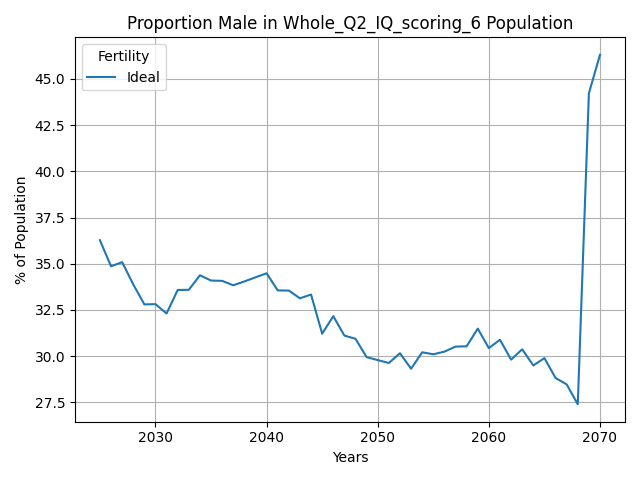 Proportion Male in Whole_Q2_IQ_scoring_6 Population
Fertility
Ideal
45.0
42.5
40.0
37.5
35.0
32.5
30.0
27.5
% of Population
2030 2040 2050 2060 2070
Years